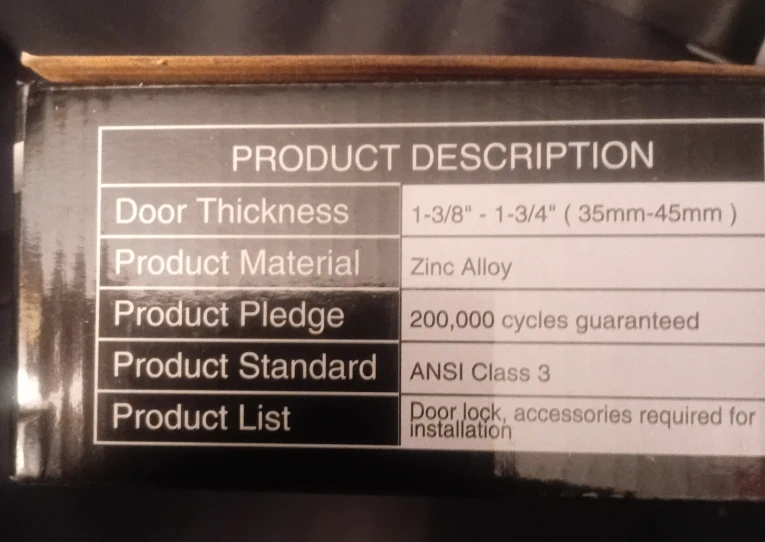 PRODUCT DESCRIPTION
Door Thickness 1-3/8" - 1-3/4" ( 35mm-45mm )
Product Material Zinc Alloy
Product Pledge 200,000 cycles guaranteed
Product Standard ANSI Class 3
Product List Door lock, accessories required for
installation